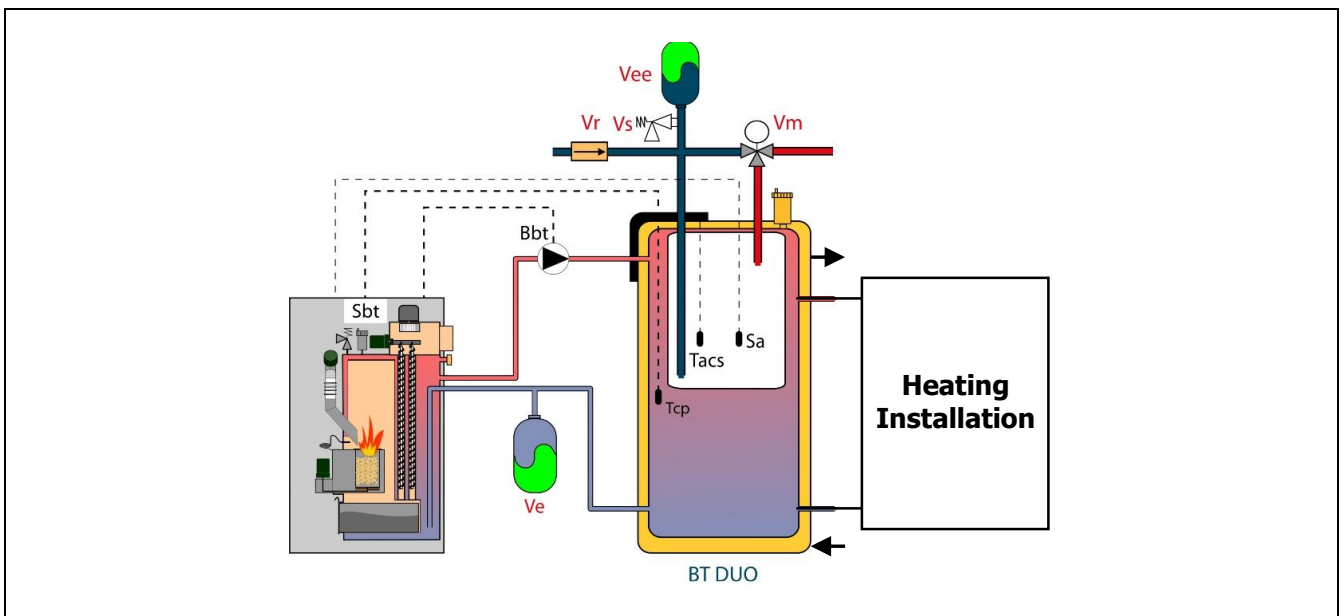 Vee
Vr
Vs
Vm
Bbt
Sbt
Tacs
Sa
Tcp
Heating
Installation
Ve
BT DUO